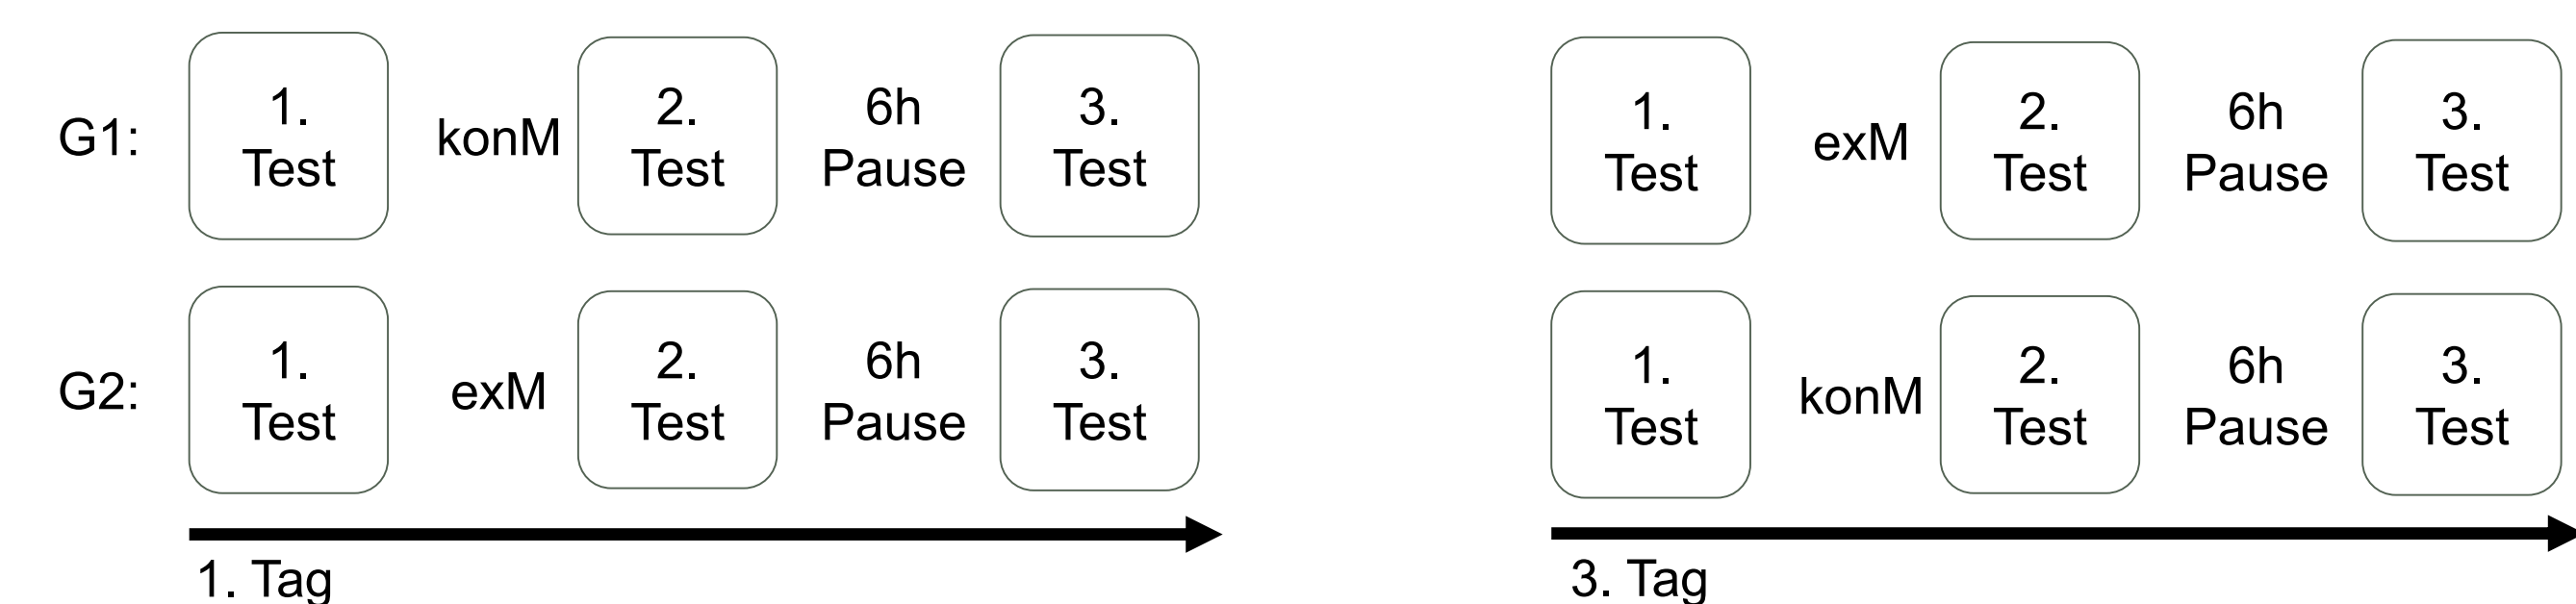 G1:
1.
Test
konM
2.
Test
6h
Pause
3.
Test
1.
Test
exM
2.
Test
6h
Pause
3.
Test
G2:
1.
Test
exM
2.
Test
6h
Pause
3.
Test
1.
Test
konM
2.
Test
6h
Pause
3.
Test
1. Tag
3. Tag